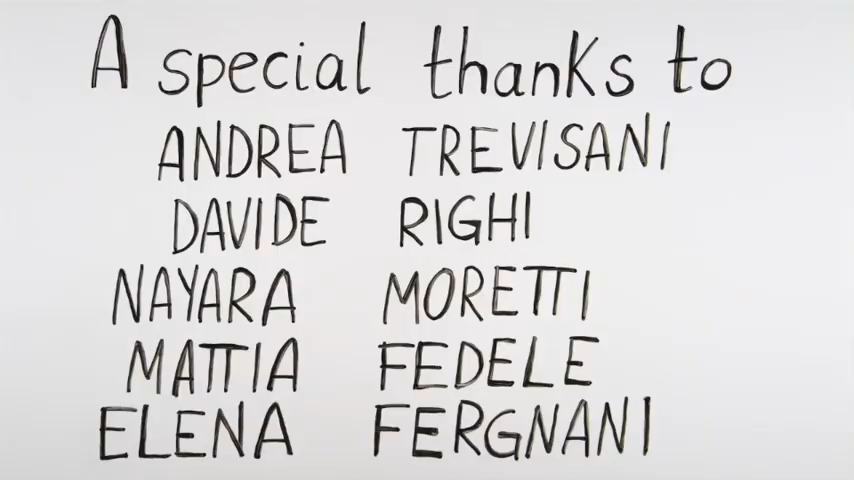 A special thanks to
ANDREA TREVISANI
DAVIDE RIGHI
NAYARA MORETTI
MATTIA FEDELE
ELENA FERGNANI